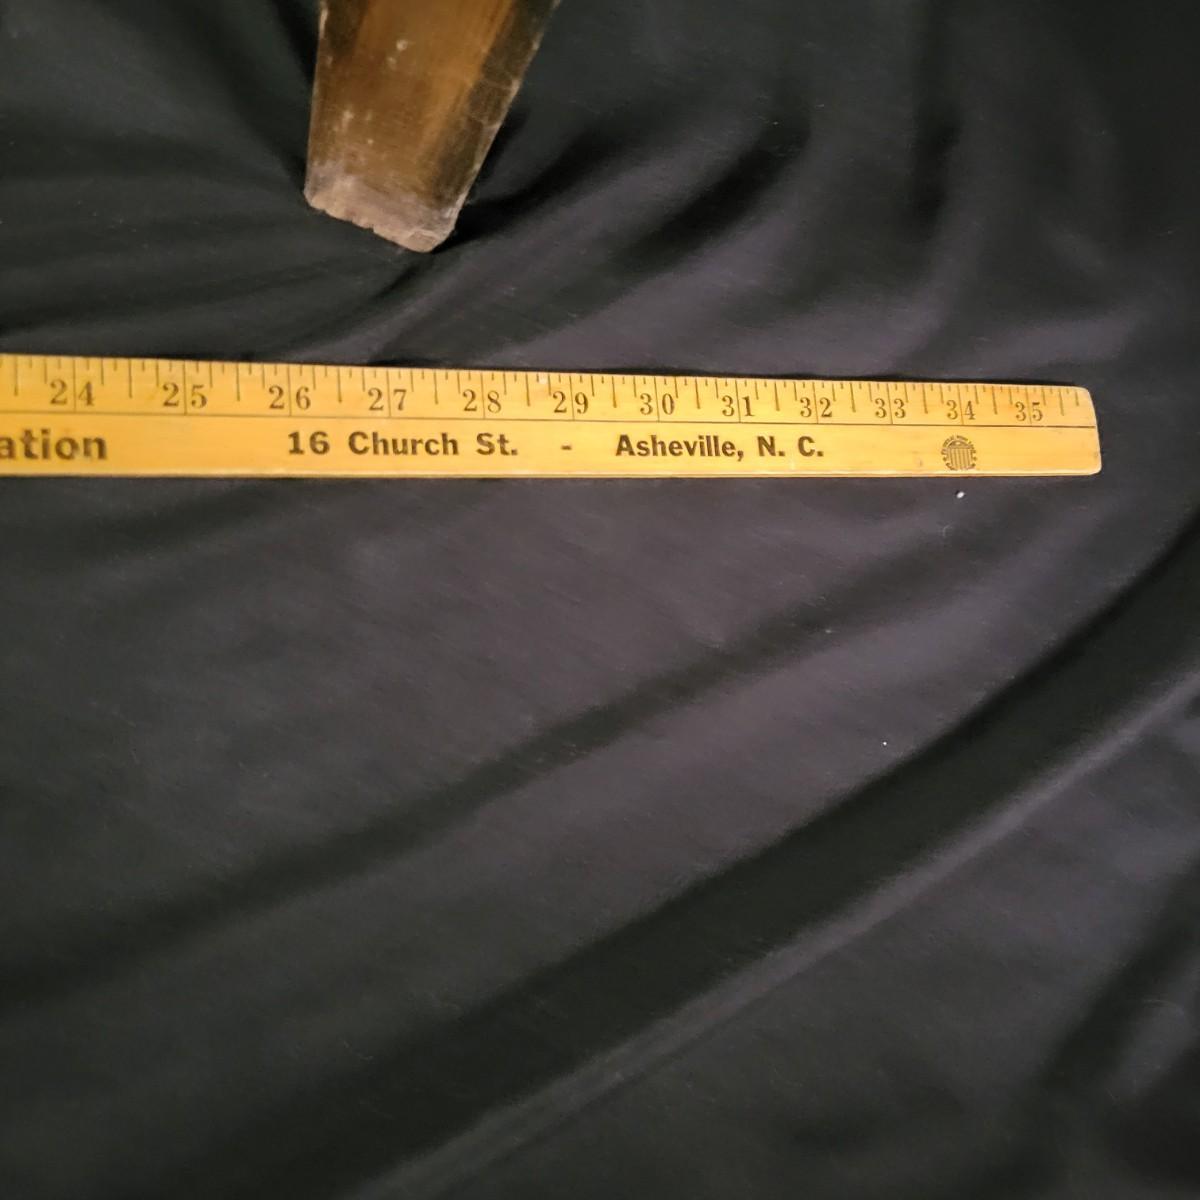 24 25 26 27 28 29 30 31 32 33 34 35
ation 16 Church St. - Asheville, N. C.